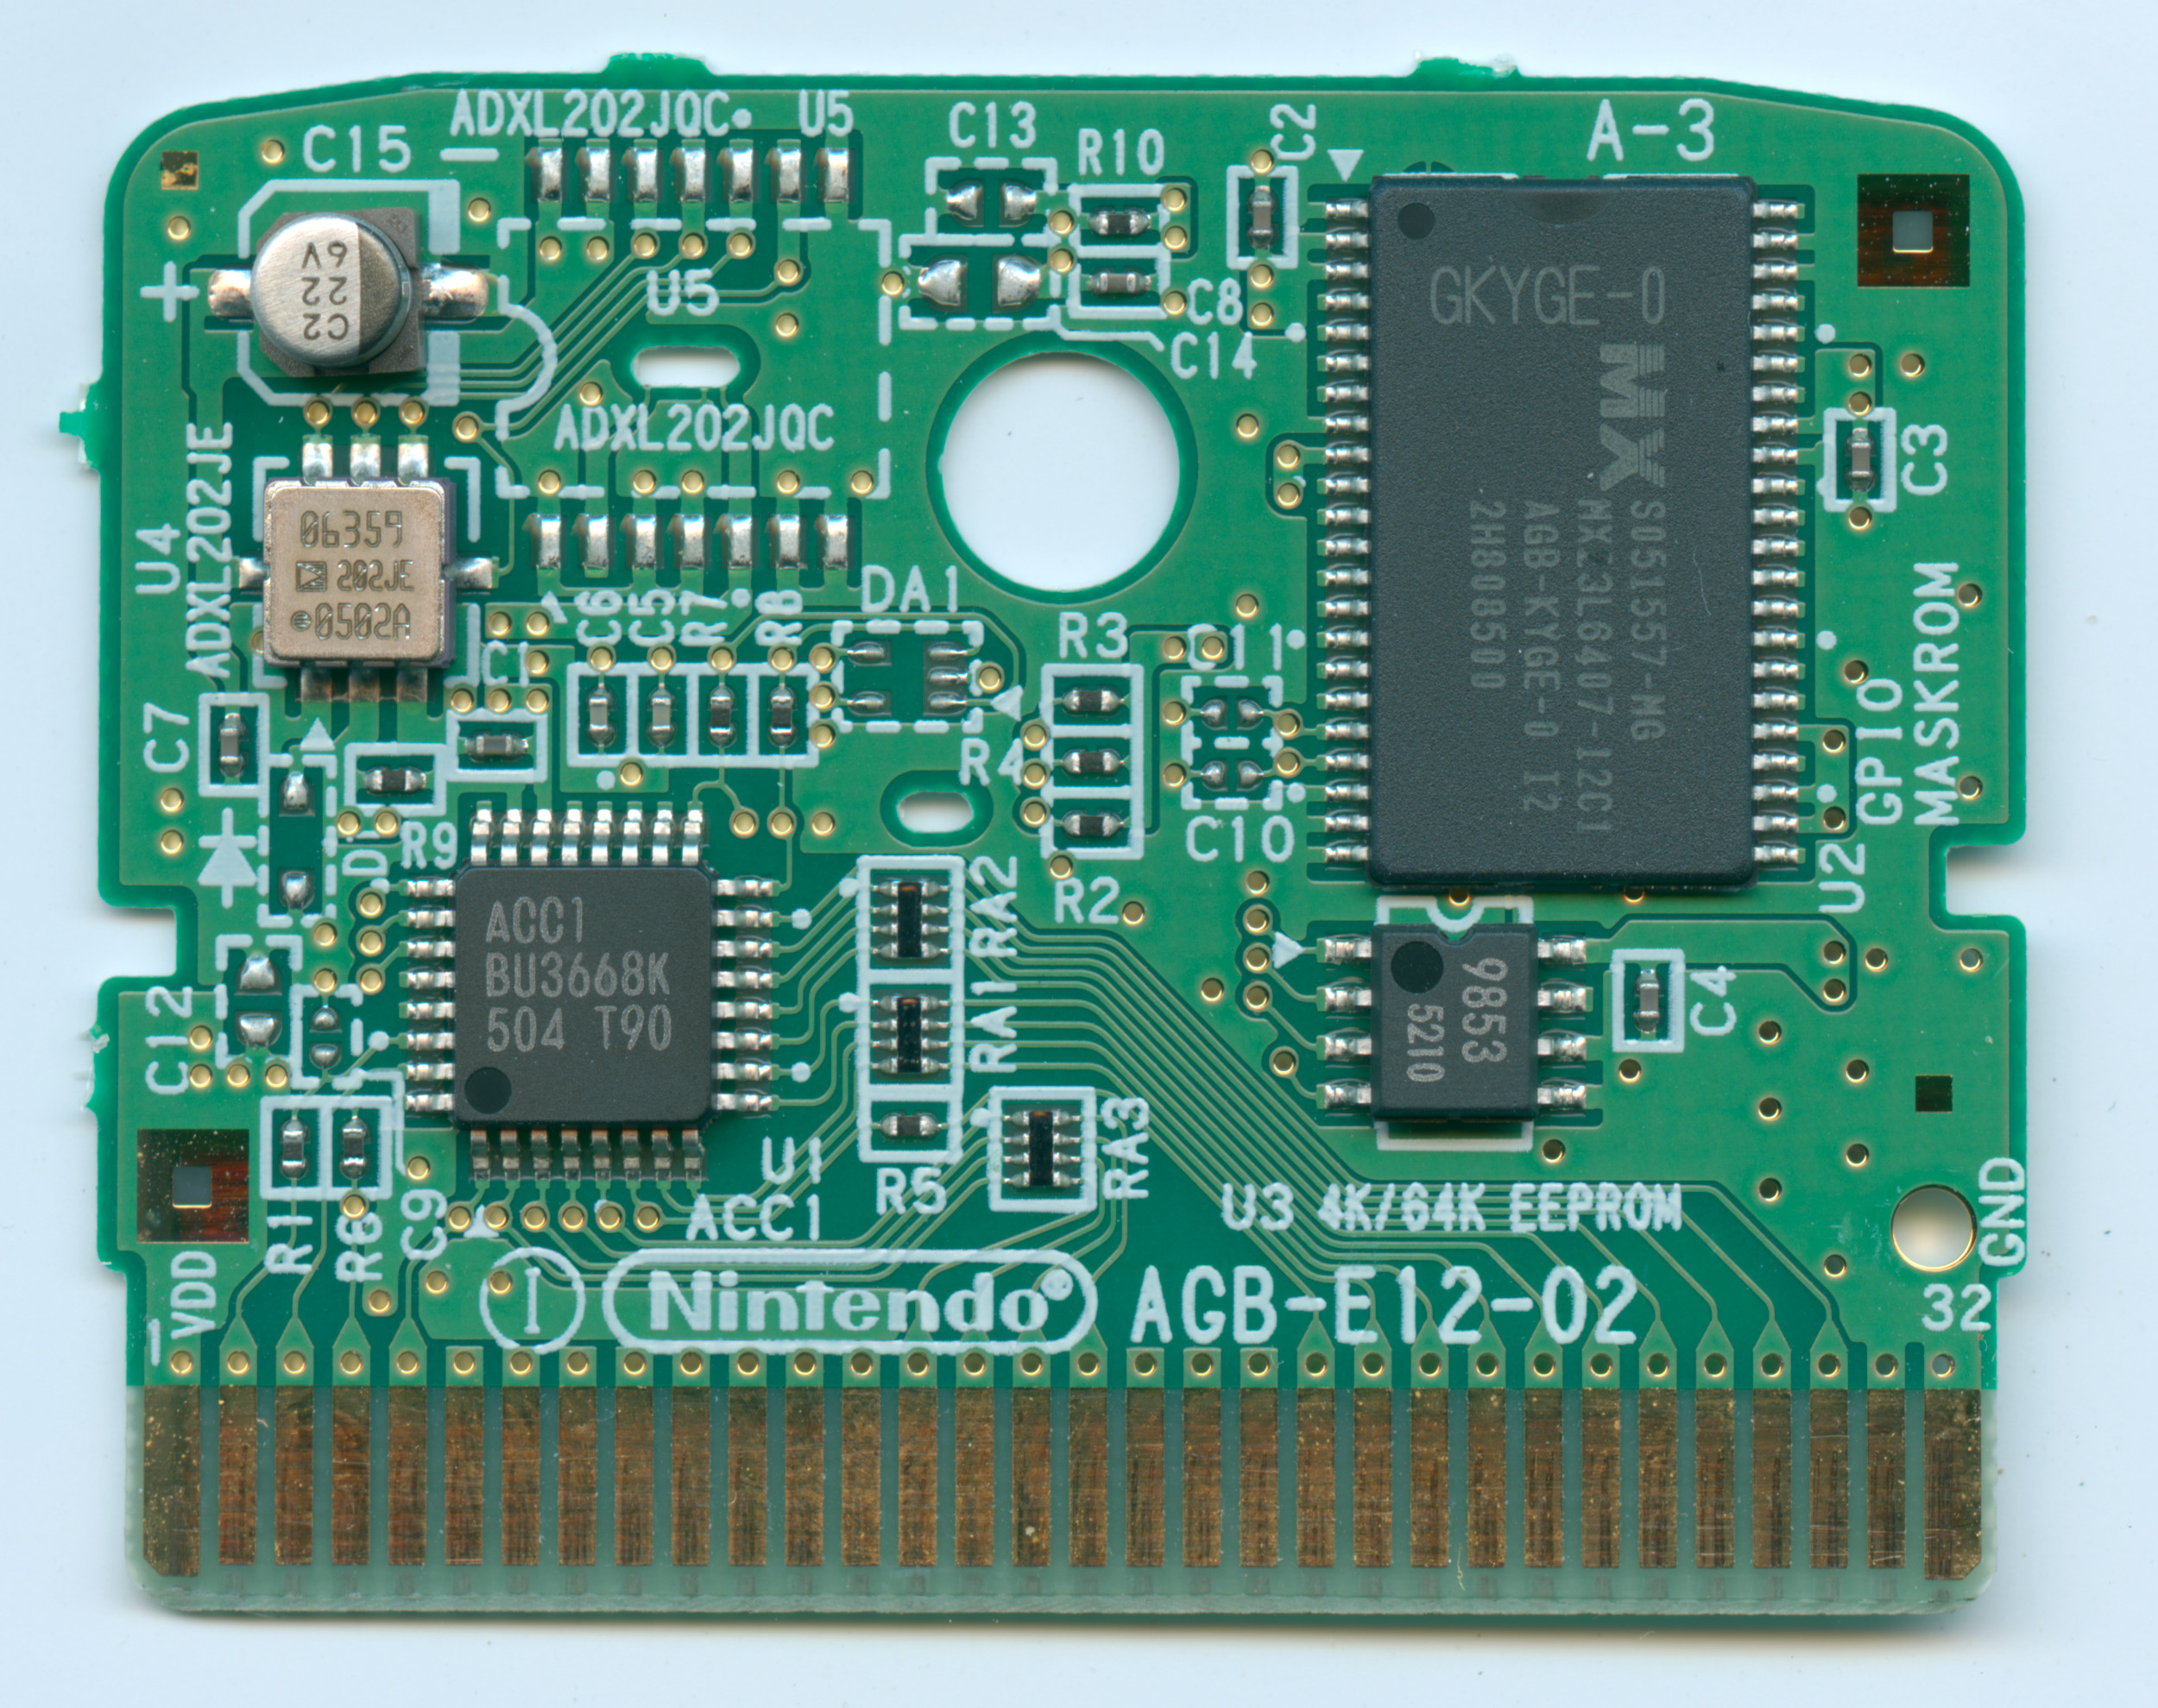 ADXL202JQC U5
C15
C13
R10
C2
A-3
+
C22
6V
U5
C8
C14
GKYGE-0
MX
S051557-MG
MX23L6407-12C1
AGB-KYGE-0 I2
2H808500
ADXL202JQC
C3
U4
ADXL202JE
06359
202JE
0502A
C6
C5
R7
R8
DA1
C1
R3
C11
R4
C7
GPIO
MASKROM
D1
R9
C10
U2
R2
RA2
ACC1
BU3668K
504 T90
RA1
C12
9853
5210
C4
RA3
U1
ACC1
R5
R1
R6
C9
U3 4K/64K EEPROM
VDD
GND
1
Nintendo®
AGB-E12-02
32